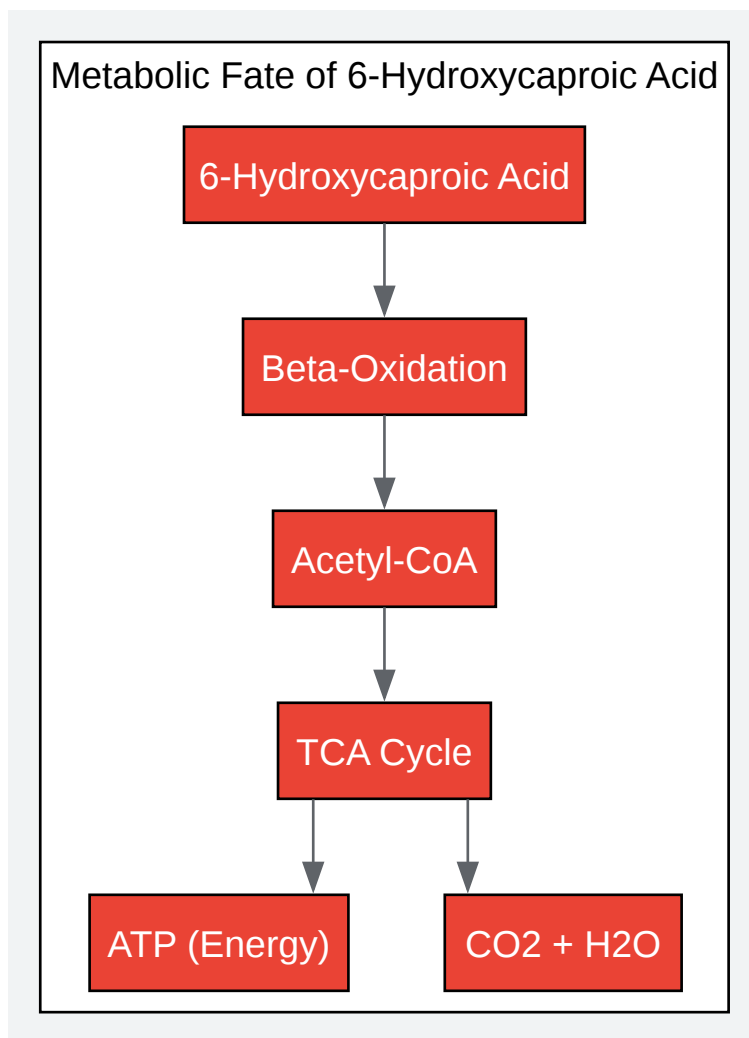 Metabolic Fate of 6-Hydroxycaproic Acid
6-Hydroxycaproic Acid
Beta-Oxidation
Acetyl-CoA
TCA Cycle
ATP (Energy)
CO2 + H2O